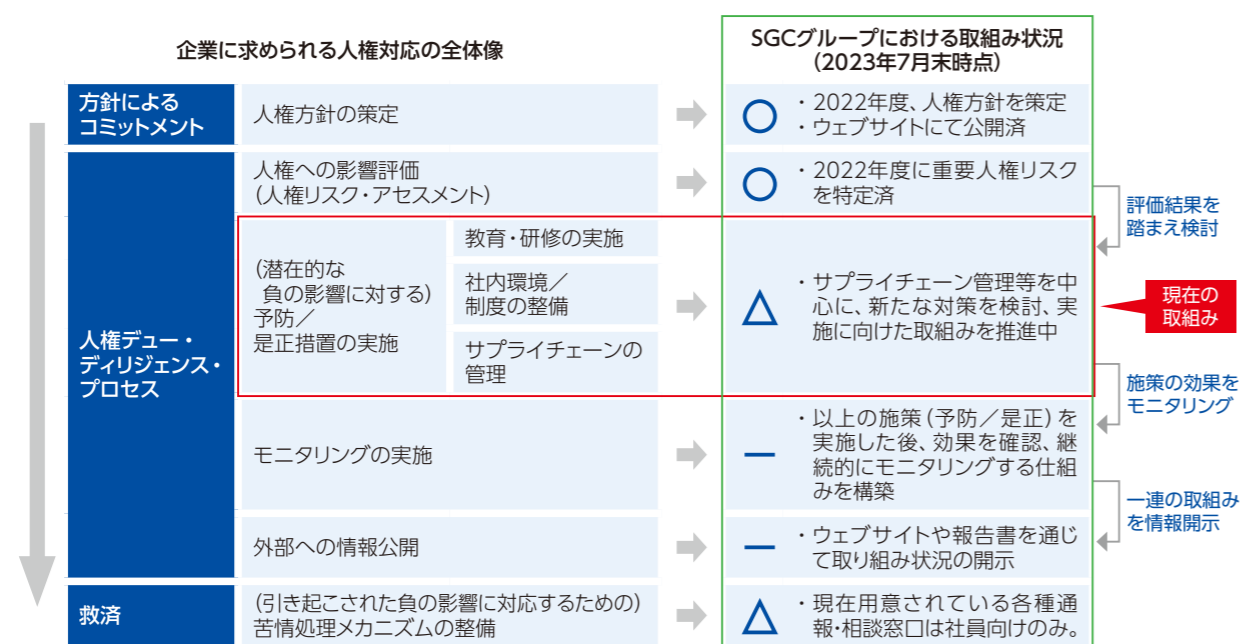 企業に求められる人権対応の全体像
SGCグループにおける取組み状況
(2023年7月末時点)
方針による
コミットメント
人権方針の策定
・2022年度、人権方針を策定
・ウェブサイトにて公開済
人権デュー・
ディリジェンス・
プロセス
人権への影響評価
(人権リスク・アセスメント)
・2022年度に重要人権リスク
を特定済
評価結果を
踏まえ検討
(潜在的な
負の影響に対する)
予防／
是正措置の実施
教育・研修の実施
社内環境／
制度の整備
サプライチェーンの
管理
・サプライチェーン管理等を中
心に、新たな対策を検討、実
施に向けた取組みを推進中
現在の
取組み
施策の効果を
モニタリング
モニタリングの実施
・以上の施策(予防／是正)を
実施した後、効果を確認、継
続的にモニタリングする仕組
みを構築
一連の取組み
を情報開示
外部への情報公開
・ウェブサイトや報告書を通じ
て取り組み状況の開示
救済
(引き起こされた負の影響に対応するための)
苦情処理メカニズムの整備
・現在用意されている各種通
報・相談窓口は社員向けのみ。